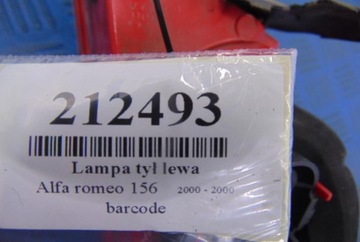 212493
Lampa tył lewa
Alfa romeo 156 2000 - 2000
barcode